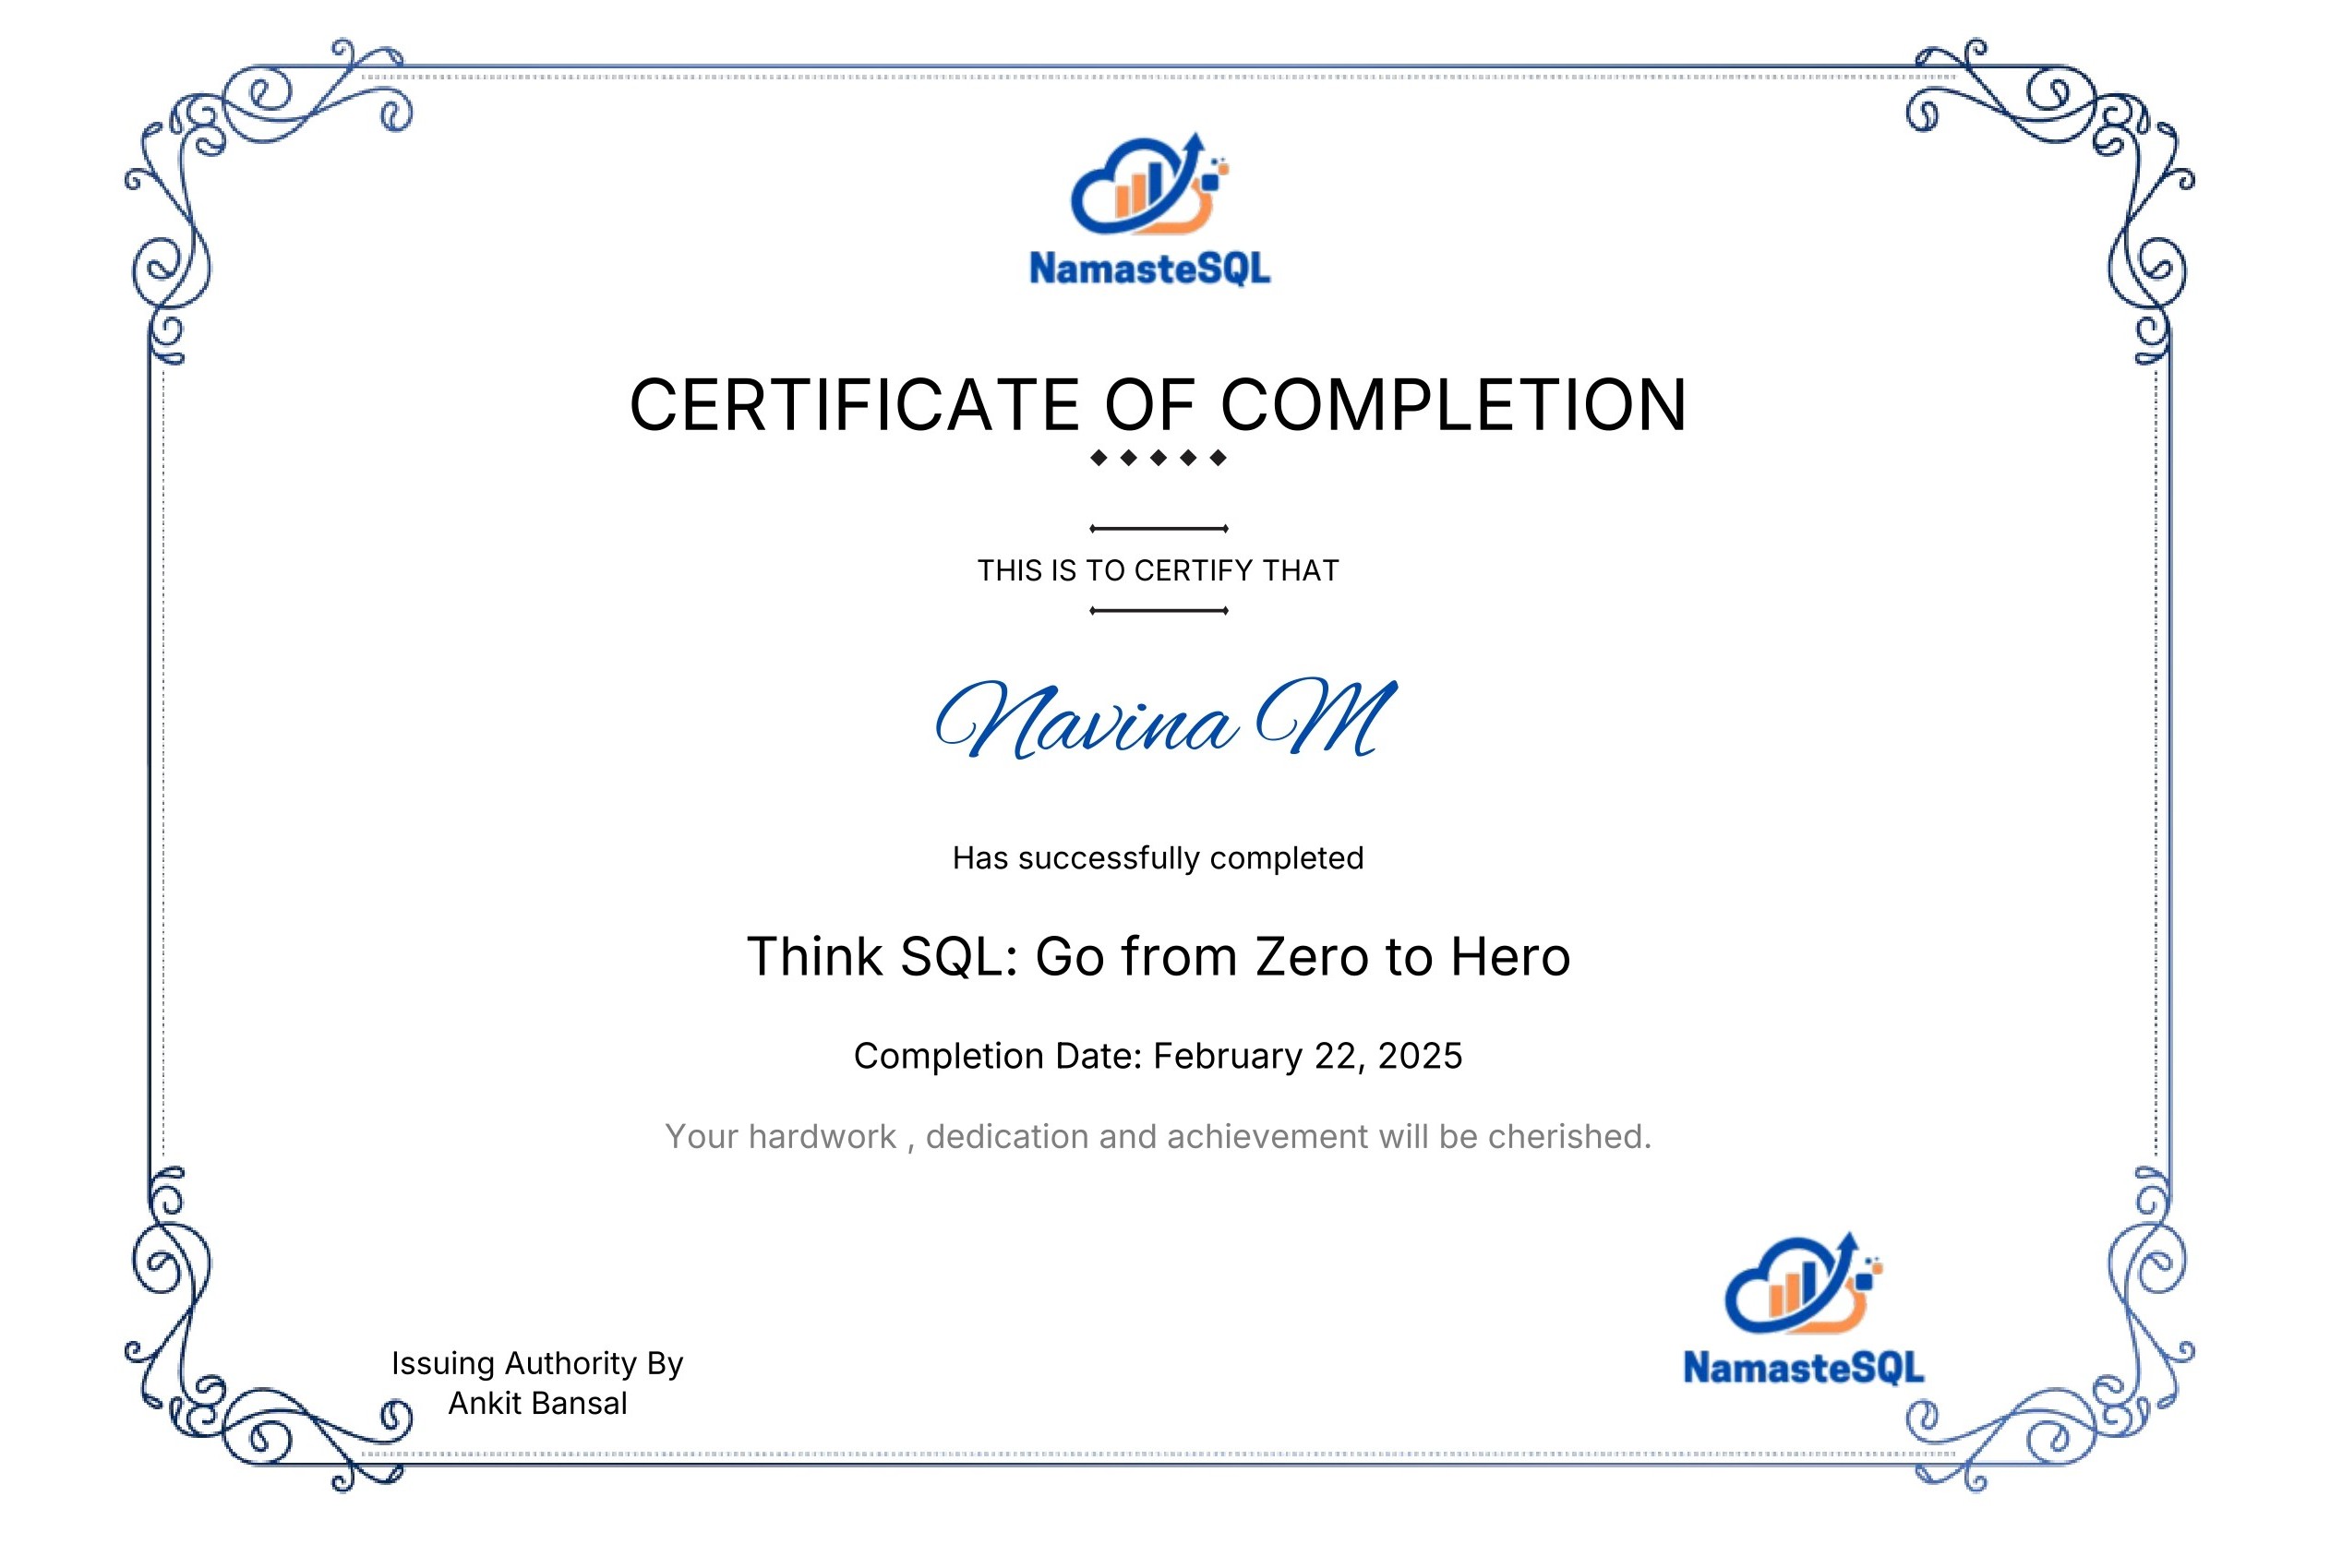 NamasteSQL
CERTIFICATE OF COMPLETION
THIS IS TO CERTIFY THAT
Navina M
Has successfully completed
Think SQL: Go from Zero to Hero
Completion Date: February 22, 2025
Your hardwork , dedication and achievement will be cherished.
Issuing Authority By
Ankit Bansal
NamasteSQL